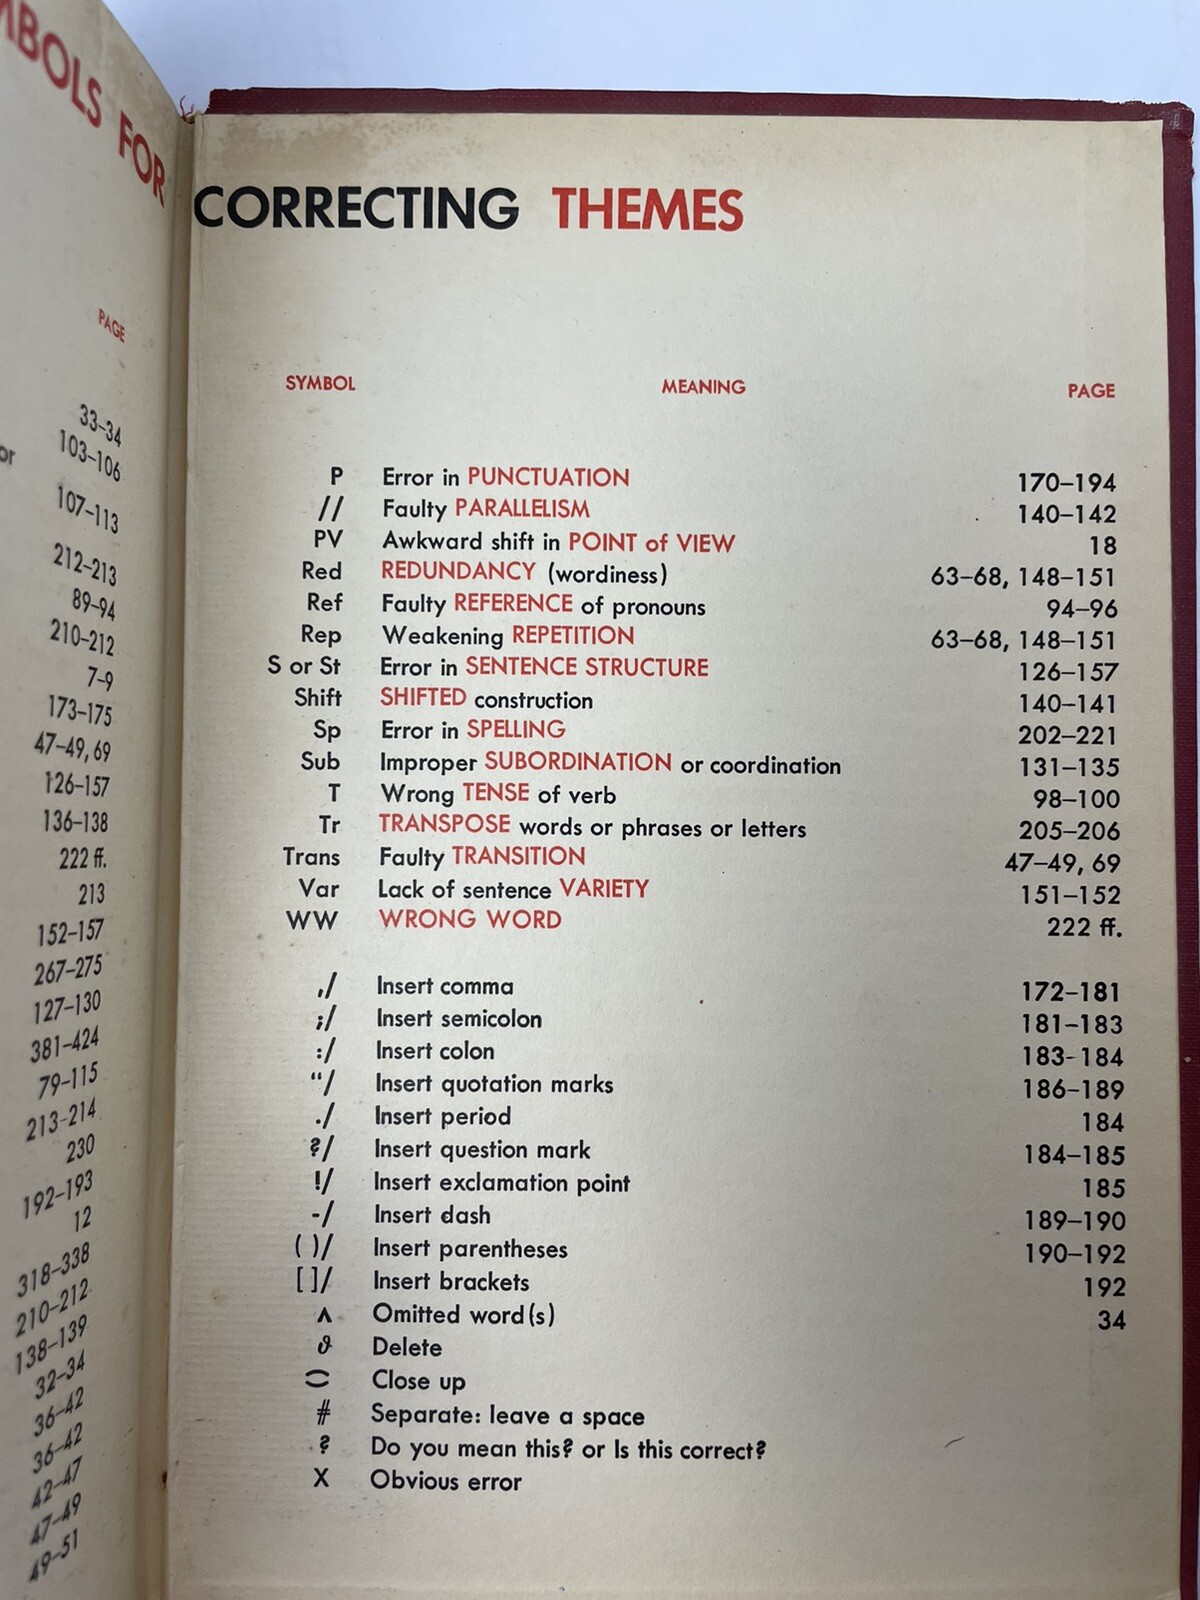 MBOLS FOR
PAGE
33–34
or 103–106
107–113
212–213
89–94
210–212
7–9
173–175
47–49, 69
126–157
136–138
222 ff.
213
152–157
267–275
127–130
381–424
79–115
213–214
230
192–193
12
318–338
210–212
138–139
32–34
36–42
36–42
42–47
47–49
49–51
CORRECTING THEMES
SYMBOL MEANING PAGE
P Error in PUNCTUATION 170–194
// Faulty PARALLELISM 140–142
PV Awkward shift in POINT of VIEW 18
Red REDUNDANCY (wordiness) 63–68, 148–151
Ref Faulty REFERENCE of pronouns 94–96
Rep Weakening REPETITION 63–68, 148–151
S or St Error in SENTENCE STRUCTURE 126–157
Shift SHIFTED construction 140–141
Sp Error in SPELLING 202–221
Sub Improper SUBORDINATION or coordination 131–135
T Wrong TENSE of verb 98–100
Tr TRANSPOSE words or phrases or letters 205–206
Trans Faulty TRANSITION 47–49, 69
Var Lack of sentence VARIETY 151–152
WW WRONG WORD 222 ff.
,/ Insert comma 172–181
;/ Insert semicolon 181–183
:/ Insert colon 183-184
“/ Insert quotation marks 186–189
./ Insert period 184
?/ Insert question mark 184–185
!/ Insert exclamation point 185
-/ Insert dash 189–190
( )/ Insert parentheses 190–192
[ ]/ Insert brackets 192
∧ Omitted word(s) 34
₰ Delete
⁐ Close up
# Separate: leave a space
? Do you mean this? or Is this correct?
X Obvious error